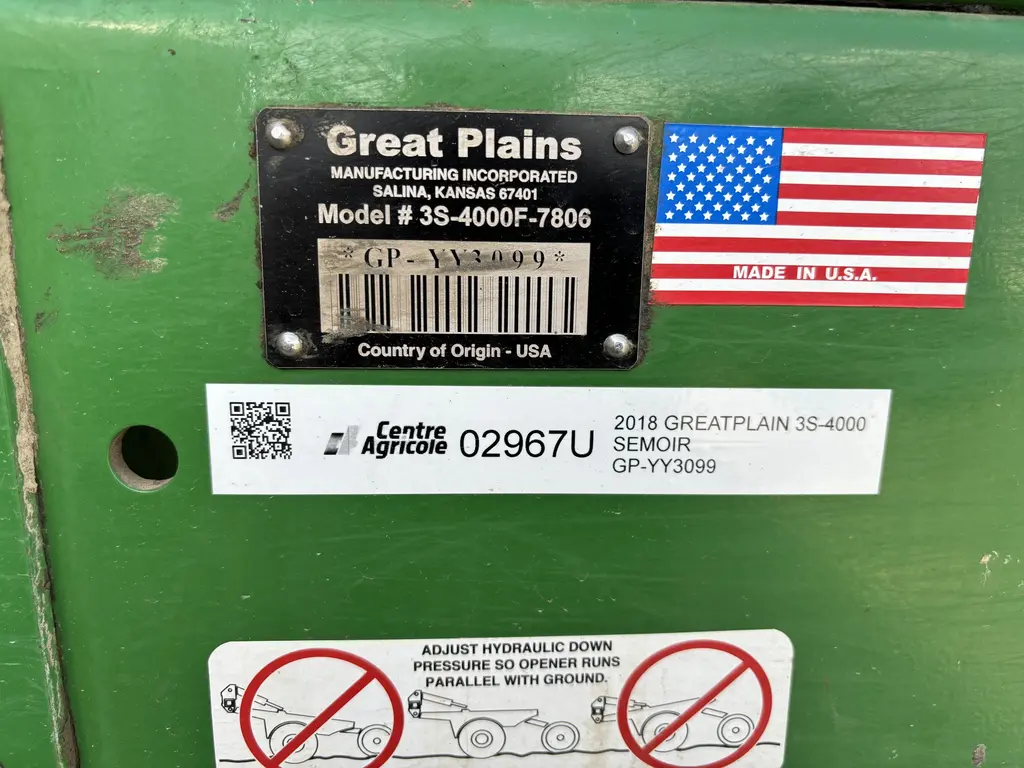 Great Plains
MANUFACTURING INCORPORATED
SALINA, KANSAS 67401
Model # 3S-4000F-7806
*GP-YY3099*
Country of Origin - USA
MADE IN U.S.A.
Centre
Agricole
02967U
2018 GREATPLAIN 3S-4000
SEMOIR
GP-YY3099
ADJUST HYDRAULIC DOWN
PRESSURE SO OPENER RUNS
PARALLEL WITH GROUND.